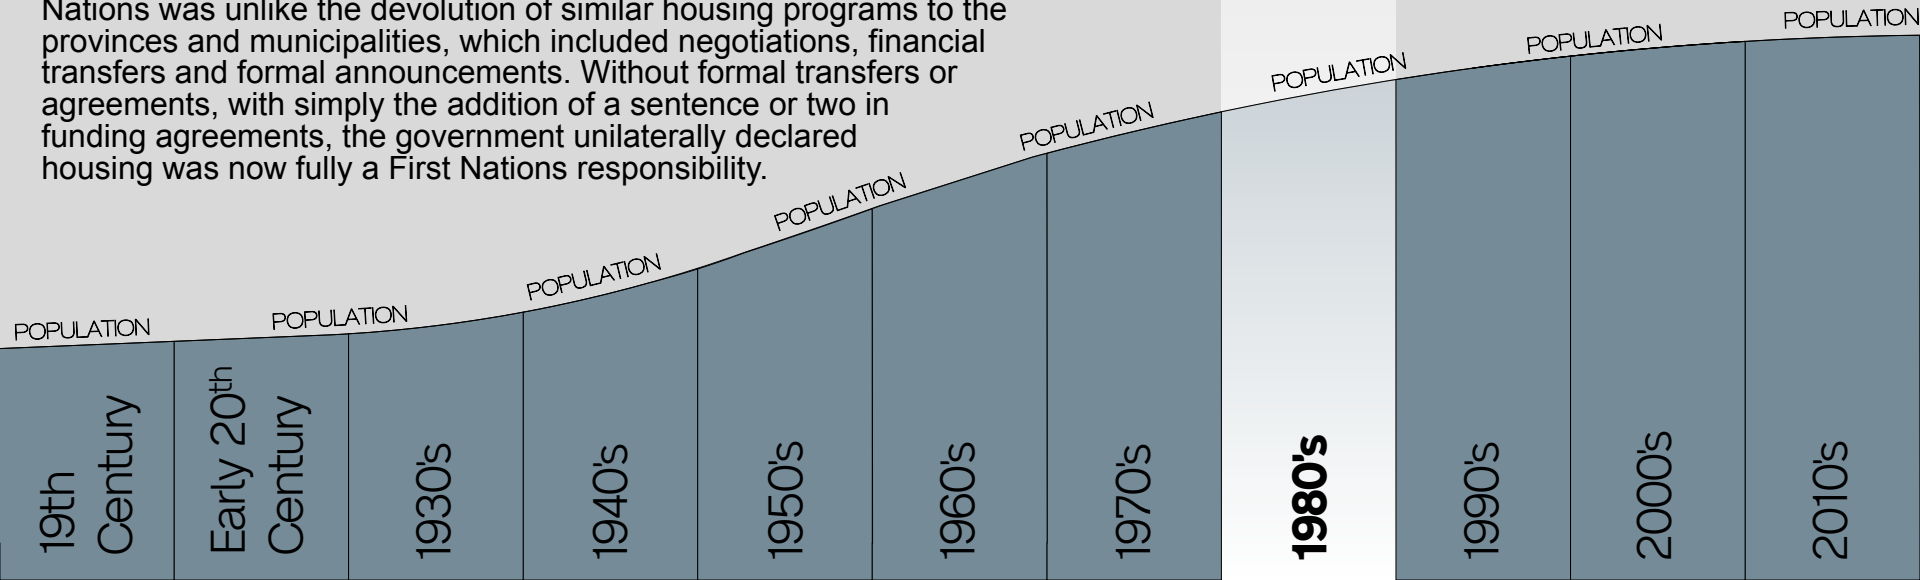 Nations was unlike the devolution of similar housing programs to the
provinces and municipalities, which included negotiations, financial
transfers and formal announcements. Without formal transfers or
agreements, with simply the addition of a sentence or two in
funding agreements, the government unilaterally declared
housing was now fully a First Nations responsibility.
POPULATION
POPULATION
POPULATION
POPULATION
POPULATION
POPULATION
POPULATION
POPULATION
19th
Century
Early 20th
Century
1930's
1940's
1950's
1960's
1970's
1980's
1990's
2000's
2010's